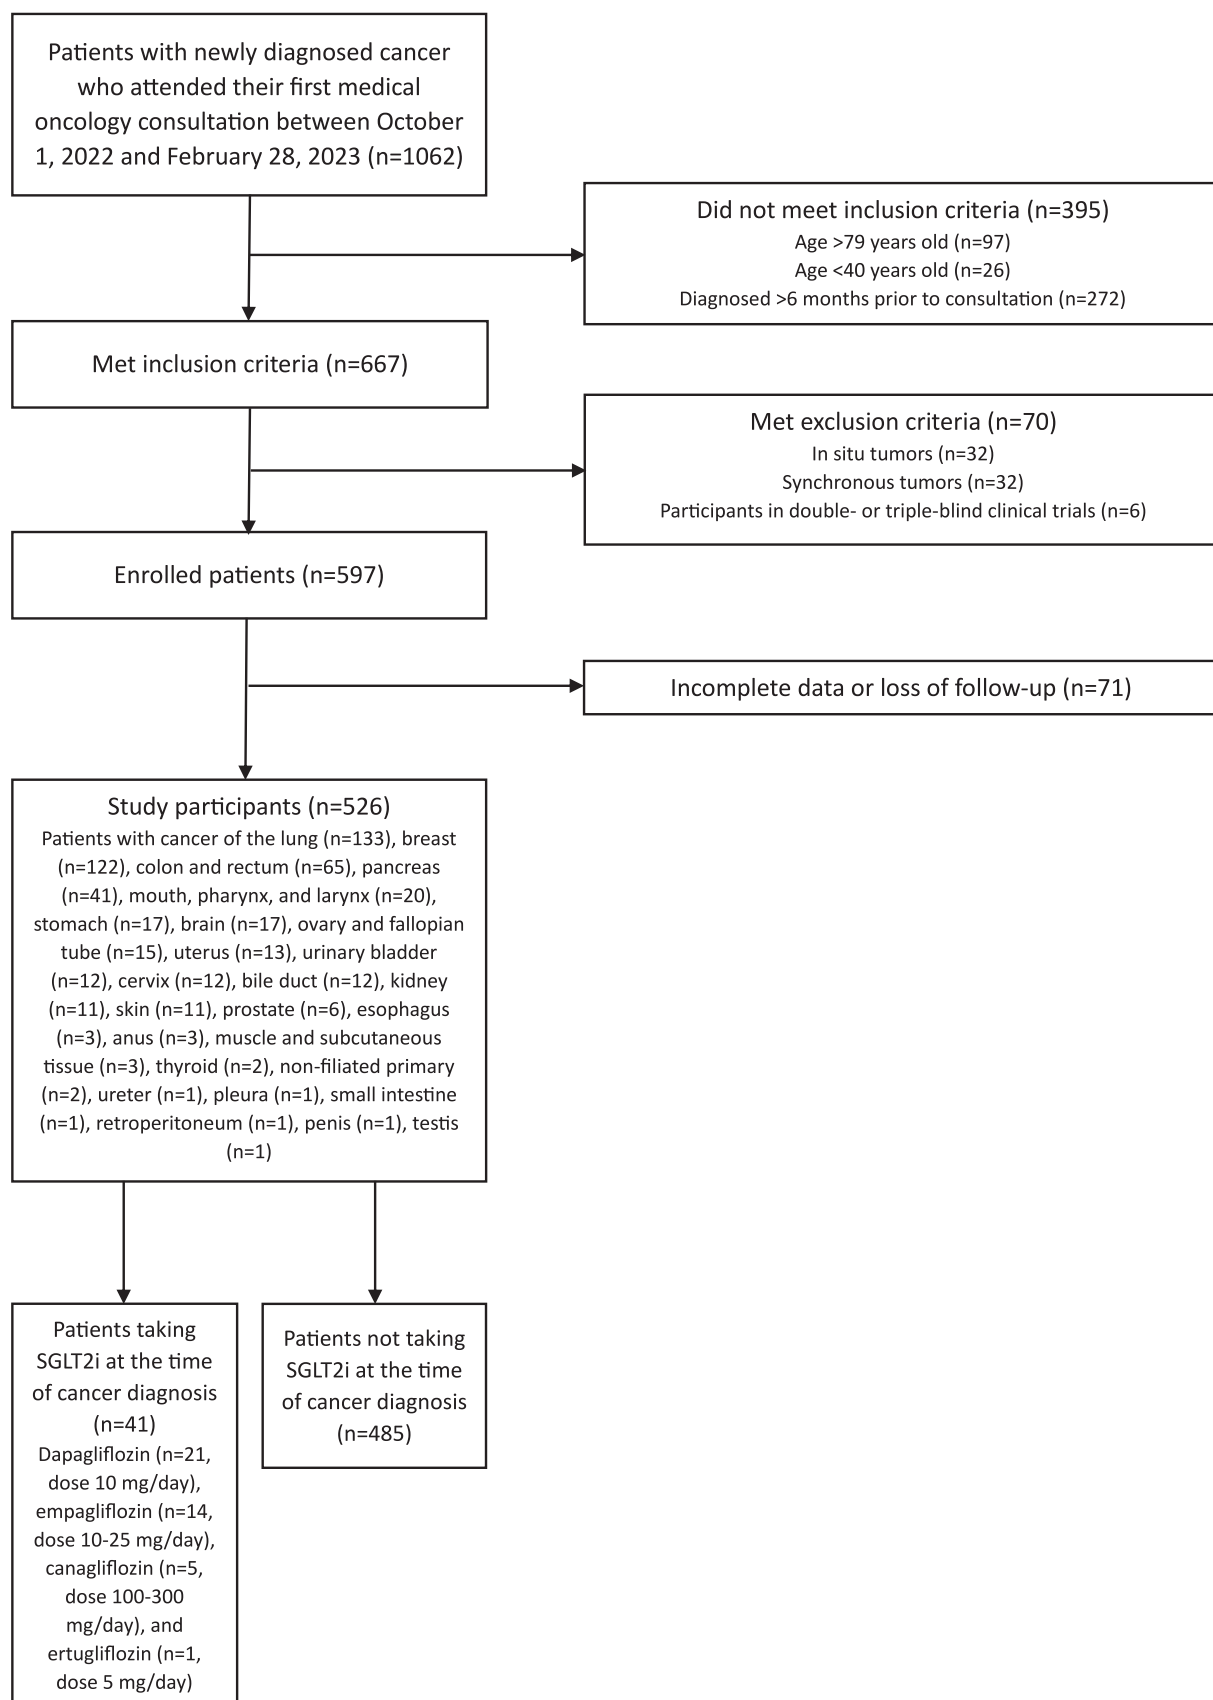 Patients with newly diagnosed cancer
who attended their first medical
oncology consultation between October
1, 2022 and February 28, 2023 (n=1062)
Did not meet inclusion criteria (n=395)
Age >79 years old (n=97)
Age <40 years old (n=26)
Diagnosed >6 months prior to consultation (n=272)
Met inclusion criteria (n=667)
Met exclusion criteria (n=70)
In situ tumors (n=32)
Synchronous tumors (n=32)
Participants in double- or triple-blind clinical trials (n=6)
Enrolled patients (n=597)
Incomplete data or loss of follow-up (n=71)
Study participants (n=526)
Patients with cancer of the lung (n=133), breast
(n=122), colon and rectum (n=65), pancreas
(n=41), mouth, pharynx, and larynx (n=20),
stomach (n=17), brain (n=17), ovary and fallopian
tube (n=15), uterus (n=13), urinary bladder
(n=12), cervix (n=12), bile duct (n=12), kidney
(n=11), skin (n=11), prostate (n=6), esophagus
(n=3), anus (n=3), muscle and subcutaneous
tissue (n=3), thyroid (n=2), non-filiated primary
(n=2), ureter (n=1), pleura (n=1), small intestine
(n=1), retroperitoneum (n=1), penis (n=1), testis
(n=1)
Patients taking
SGLT2i at the time
of cancer diagnosis
(n=41)
Dapagliflozin (n=21,
dose 10 mg/day),
empagliflozin (n=14,
dose 10-25 mg/day),
canagliflozin (n=5,
dose 100-300
mg/day), and
ertugliflozin (n=1,
dose 5 mg/day)
Patients not taking
SGLT2i at the time
of cancer diagnosis
(n=485)